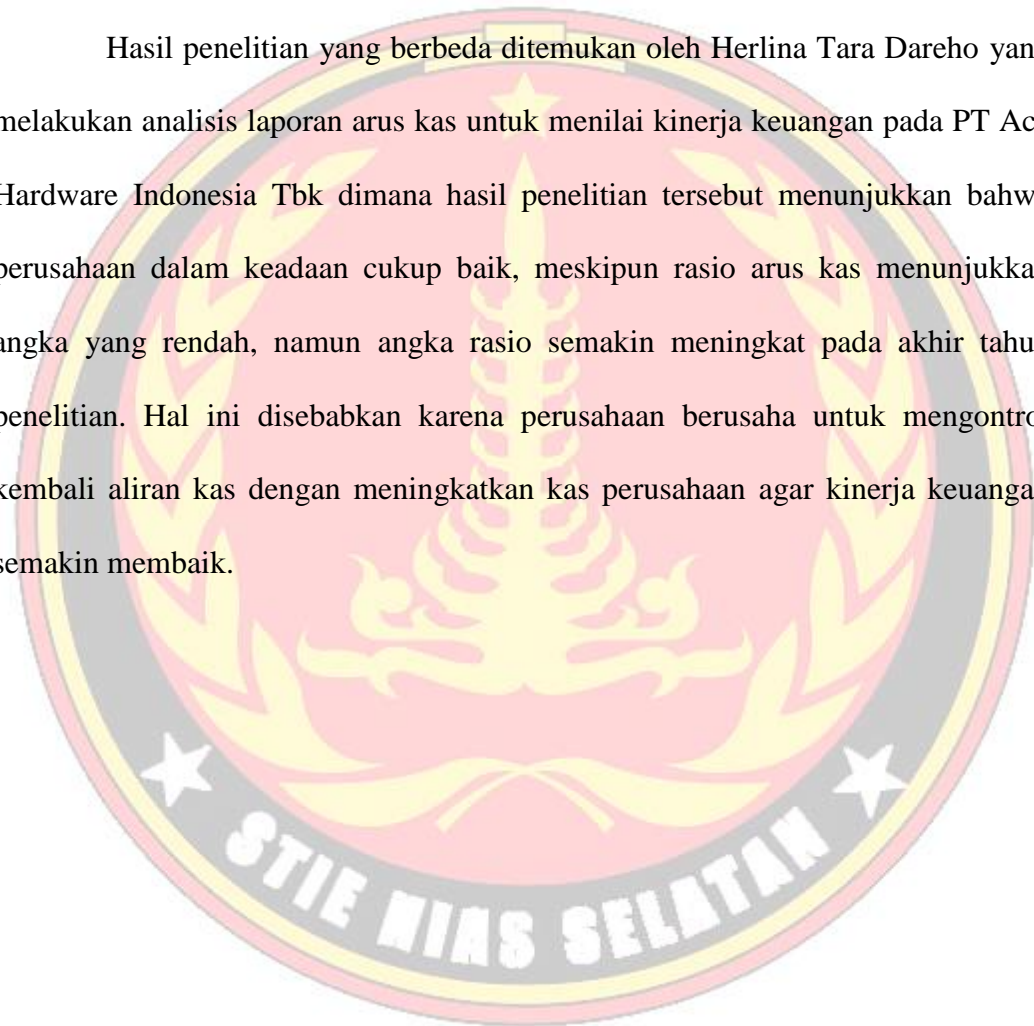 Hasil penelitian yang berbeda ditemukan oleh Herlina Tara Dareho yan
melakukan analisis laporan arus kas untuk menilai kinerja keuangan pada PT Ac
Hardware Indonesia Tbk dimana hasil penelitian tersebut menunjukkan bahw
perusahaan dalam keadaan cukup baik, meskipun rasio arus kas menunjukka
angka yang rendah, namun angka rasio semakin meningkat pada akhir tahu
penelitian. Hal ini disebabkan karena perusahaan berusaha untuk mengontro
kembali aliran kas dengan meningkatkan kas perusahaan agar kinerja keuanga
semakin membaik.
STIE NIAS SELATAN